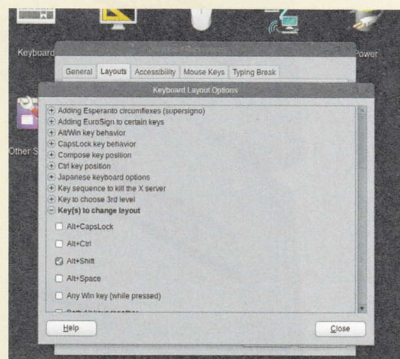 Keyboard
Power
General Layouts Accessibility Mouse Keys Typing Break
Keyboard Layout Options
Adding Esperanto circumflexes (supersigno)
Adding EuroSign to certain keys
Alt/Win key behavior
CapsLock key behavior
Compose key position
Ctrl key position
Japanese keyboard options
Key sequence to kill the X server
Key to choose 3rd level
Key(s) to change layout
Alt+CapsLock
Alt+Ctrl
Alt+Shift
Alt+Space
Any Win key (while pressed)
Other S
Help
Close